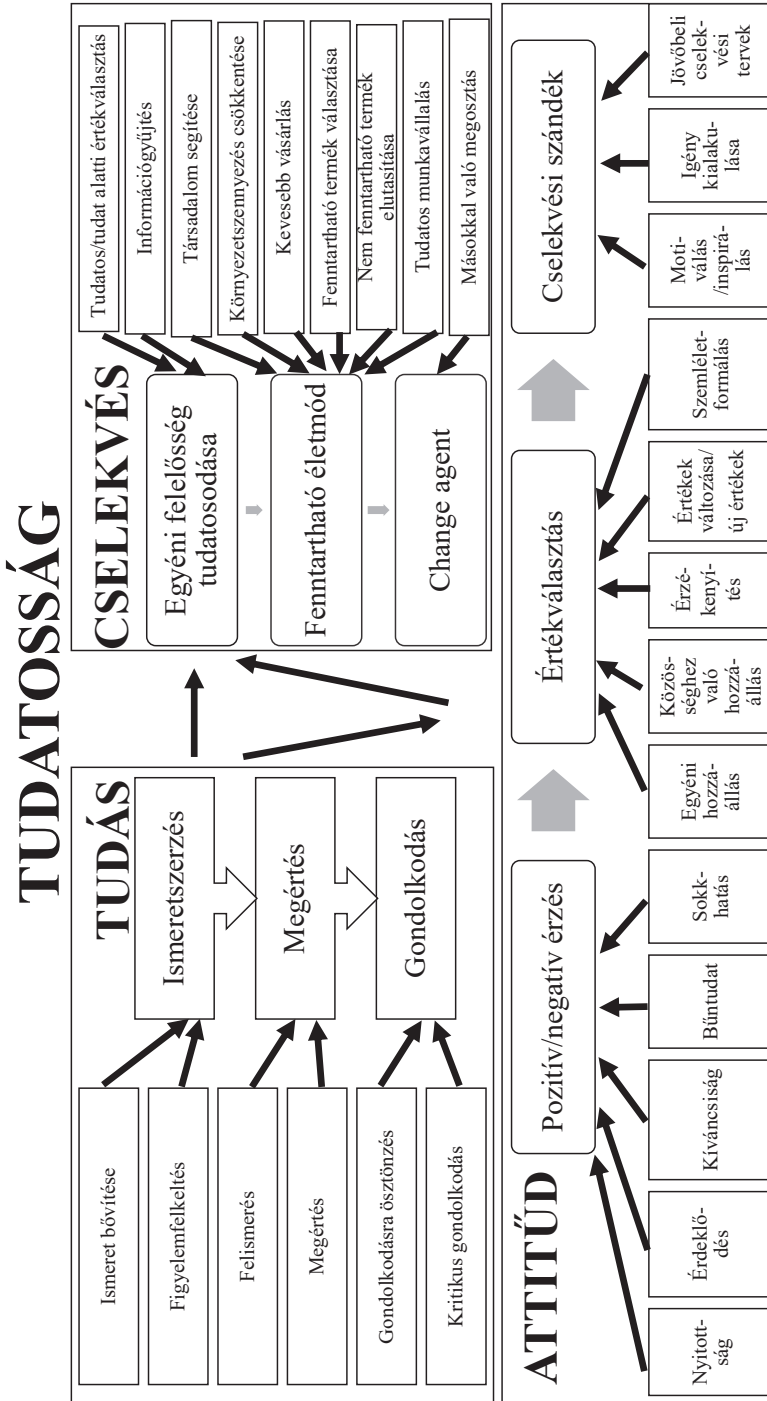 TUDATOSSÁG
TUDÁS
Ismeret bővítése
Figyelemfelkeltés
Felismerés
Megértés
Gondolkodásra ösztönzés
Kritikus gondolkodás
Ismeretszerzés
Megértés
Gondolkodás
CSELEKVÉS
Egyéni felelősség
tudatosodása
Fenntartható életmód
Change agent
Tudatos/tudat alatti értékválasztás
Információgyűjtés
Társadalom segítése
Környezetszennyezés csökkentése
Kevesebb vásárlás
Fenntartható termék választása
Nem fenntartható termék
elutasítása
Tudatos munkavállalás
Másokkal való megosztás
ATTITŰD
Pozitív/negatív érzés
Értékválasztás
Cselekvési szándék
Nyitott-
ság
Érdeklő-
dés
Kíváncsiság
Bűntudat
Sokk-
hatás
Egyéni
hozzá-
állás
Közös-
séghez
való
hozzá-
állás
Érzé-
kenyí-
tés
Értékek
változása/
új értékek
Szemlélet-
formálás
Moti-
válás
/inspirá-
lás
Igény
kialaku-
lása
Jövőbeli
cselek-
vési
tervek